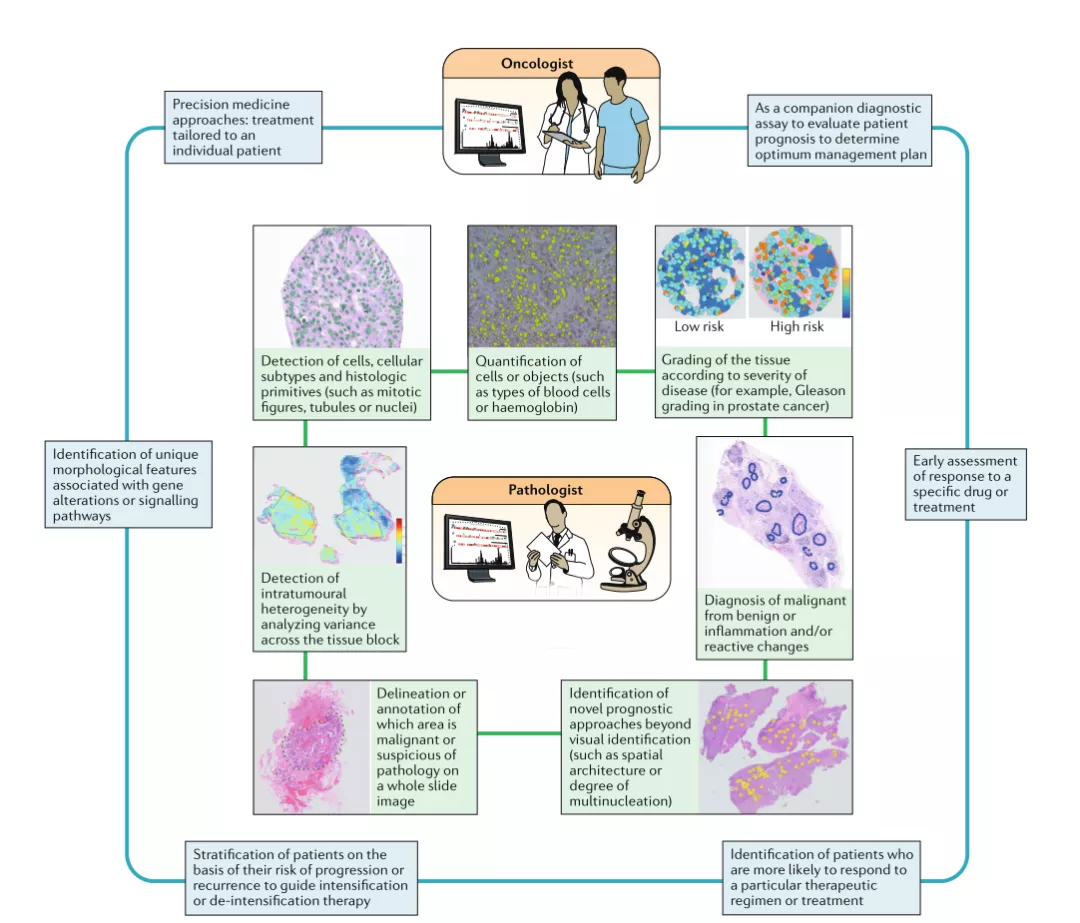 Oncologist
Precision medicine
approaches: treatment
tailored to an
individual patient
As a companion diagnostic
assay to evaluate patient
prognosis to determine
optimum management plan
Low risk
High risk
Detection of cells, cellular
subtypes and histologic
primitives (such as mitotic
figures, tubules or nuclei)
Quantification of
cells or objects (such
as types of blood cells
or haemoglobin)
Grading of the tissue
according to severity of
disease (for example, Gleason
grading in prostate cancer)
Identification of unique
morphological features
associated with gene
alterations or signalling
pathways
Early assessment
of response to a
specific drug or
treatment
Pathologist
Detection of
intratumoural
heterogeneity by
analyzing variance
across the tissue block
Diagnosis of malignant
from benign or
inflammation and/or
reactive changes
Delineation or
annotation of
which area is
malignant or
suspicious of
pathology on
a whole slide
image
Identification of
novel prognostic
approaches beyond
visual identification
(such as spatial
architecture or
degree of
multinucleation)
Stratification of patients on the
basis of their risk of progression or
recurrence to guide intensification
or de-intensification therapy
Identification of patients who
are more likely to respond to
a particular therapeutic
regimen or treatment